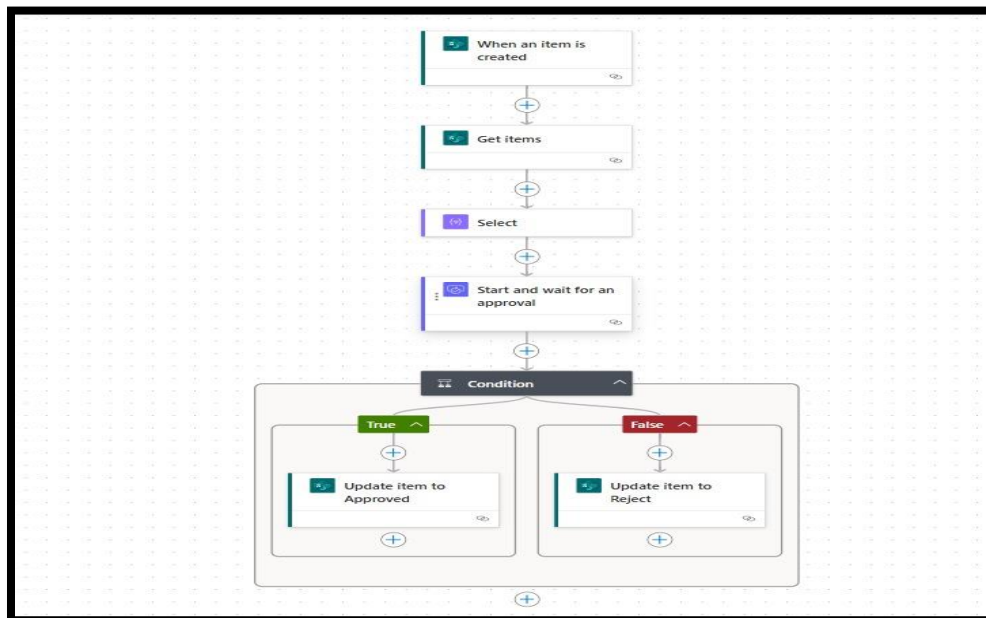 When an item is
created
Get items
Select
Start and wait for an
approval
Condition
True
False
Update item to
Approved
Update item to
Reject